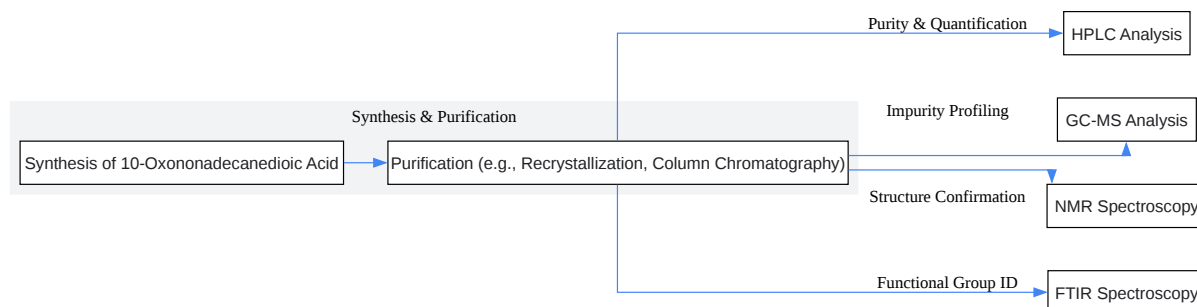 Purity & Quantification
HPLC Analysis
Impurity Profiling
GC-MS Analysis
Synthesis & Purification
Synthesis of 10-Oxononadecanedioic Acid
Purification (e.g., Recrystallization, Column Chromatography)
Structure Confirmation
NMR Spectroscopy
Functional Group ID
FTIR Spectroscopy